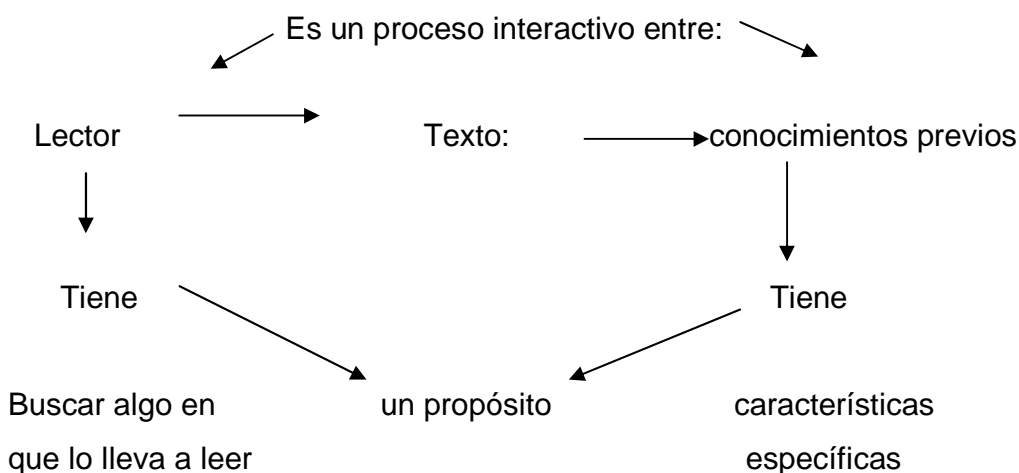 Es un proceso interactivo entre:
Lector Texto: conocimientos previos
Tiene Tiene
Buscar algo en un propósito características
que lo lleva a leer específicas